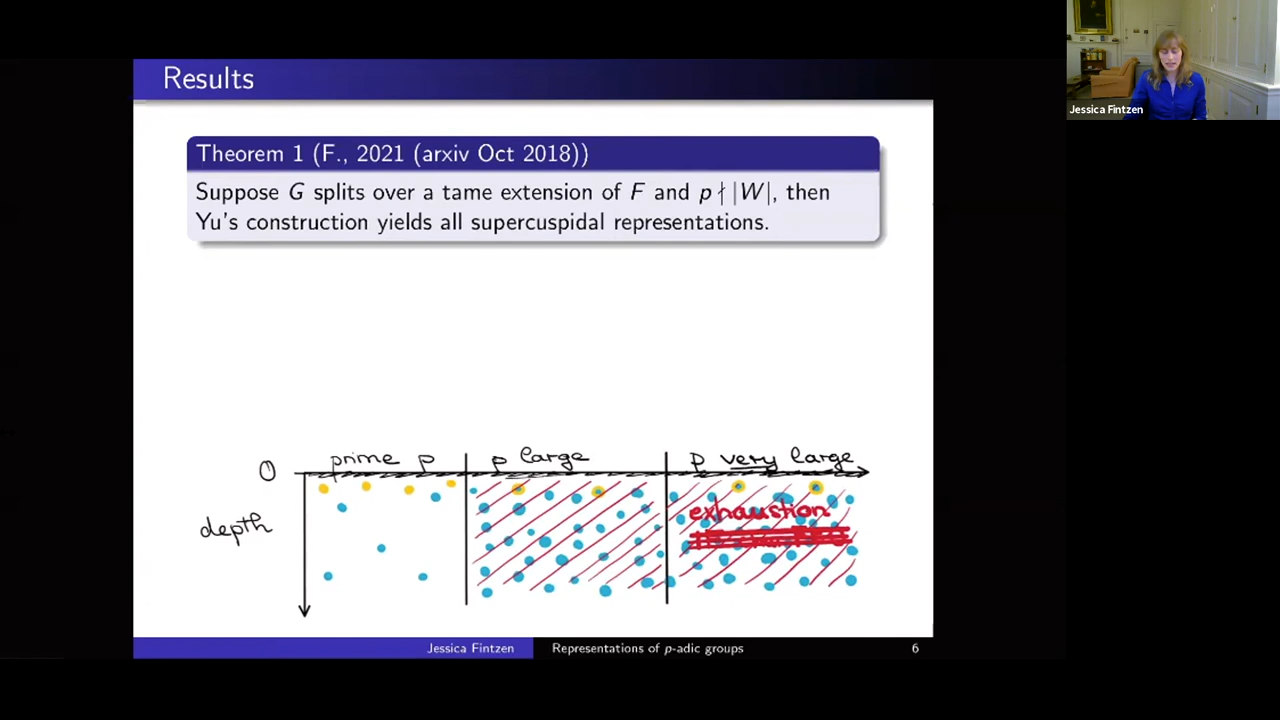 Results
Jessica Fintzen
Theorem 1 (F., 2021 (arxiv Oct 2018))
Suppose G splits over a tame extension of F and p ∤ |W|, then
Yu's construction yields all supercuspidal representations.
0 prime p p large p very large
exhaustion
depth
Jessica Fintzen Representations of p-adic groups 6